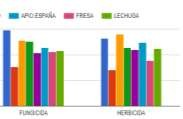 APIO ESPAÑA FRESA LECHUGA
FUNGICIDA HERBICIDA